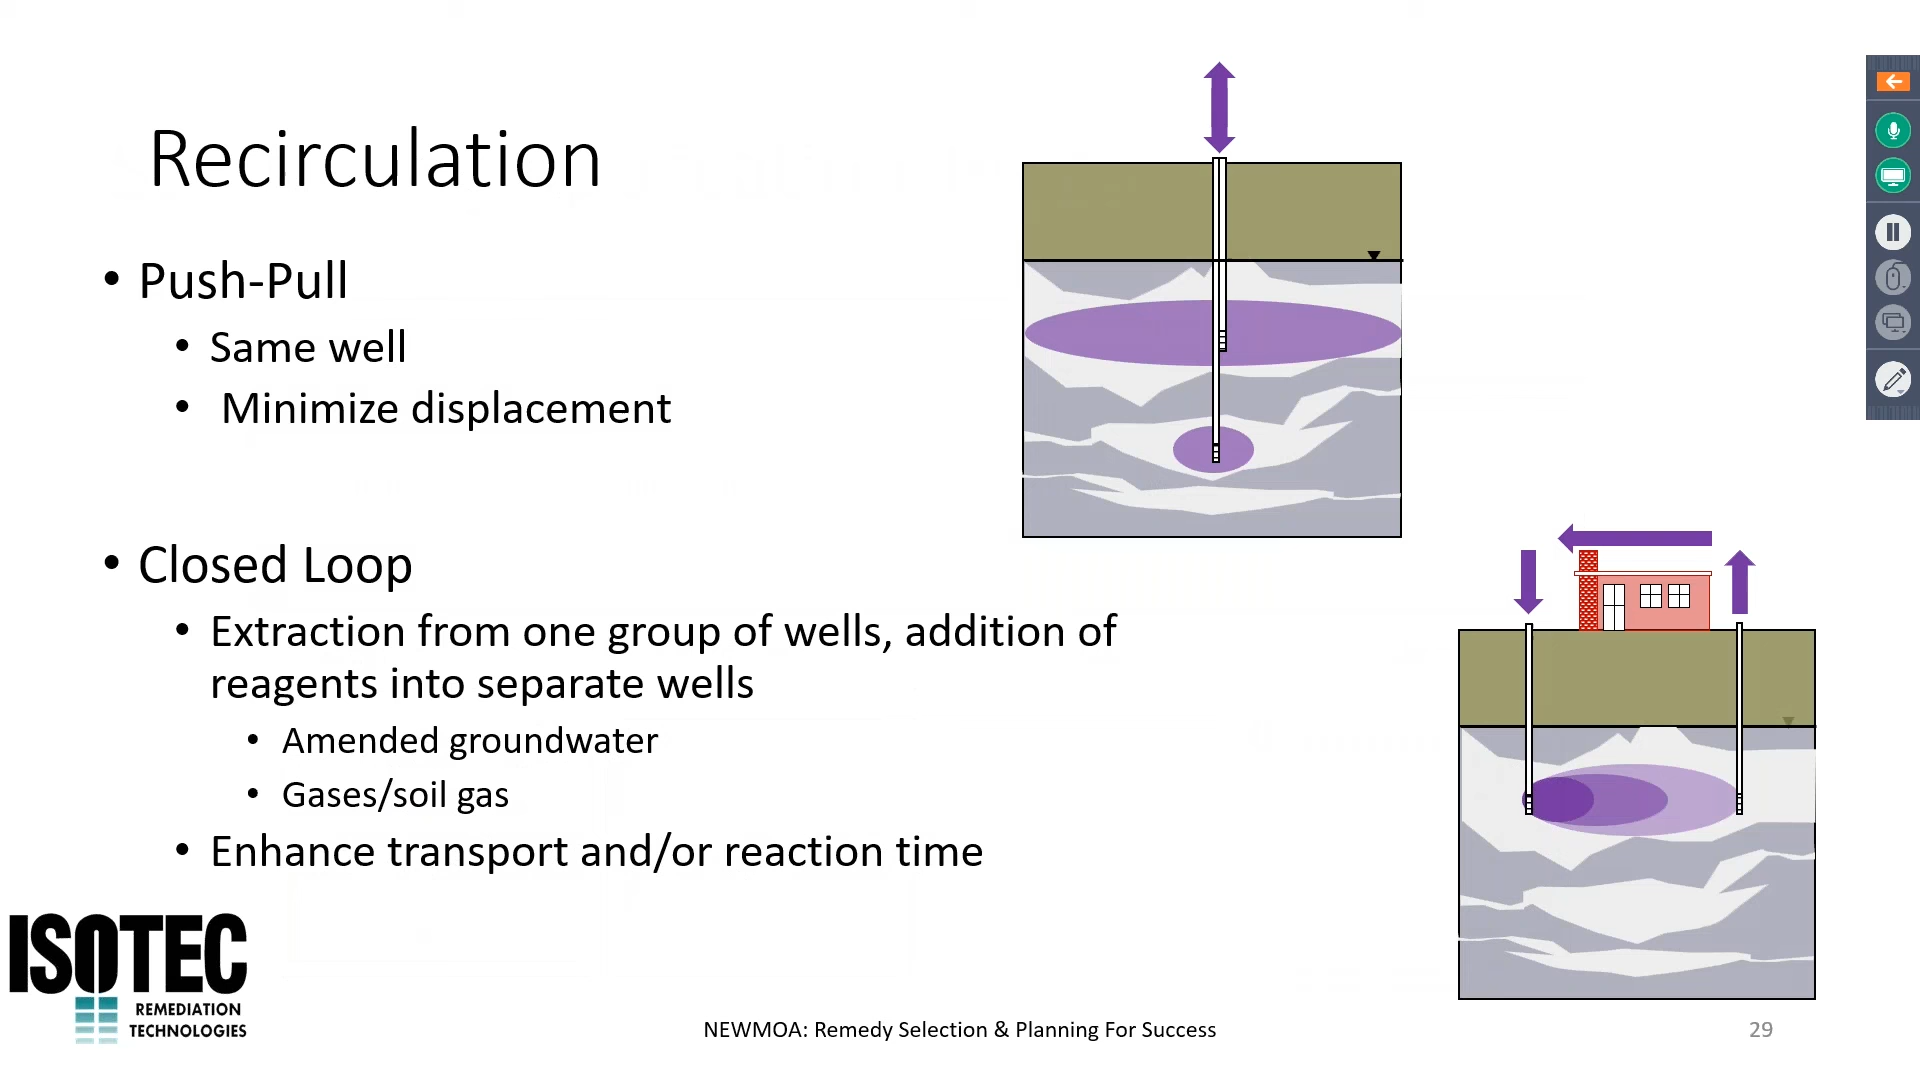 Recirculation
• Push-Pull
• Same well
• Minimize displacement
• Closed Loop
• Extraction from one group of wells, addition of
reagents into separate wells
• Amended groundwater
• Gases/soil gas
• Enhance transport and/or reaction time
ISOTEC
REMEDIATION
TECHNOLOGIES
NEWMOA: Remedy Selection & Planning For Success
29